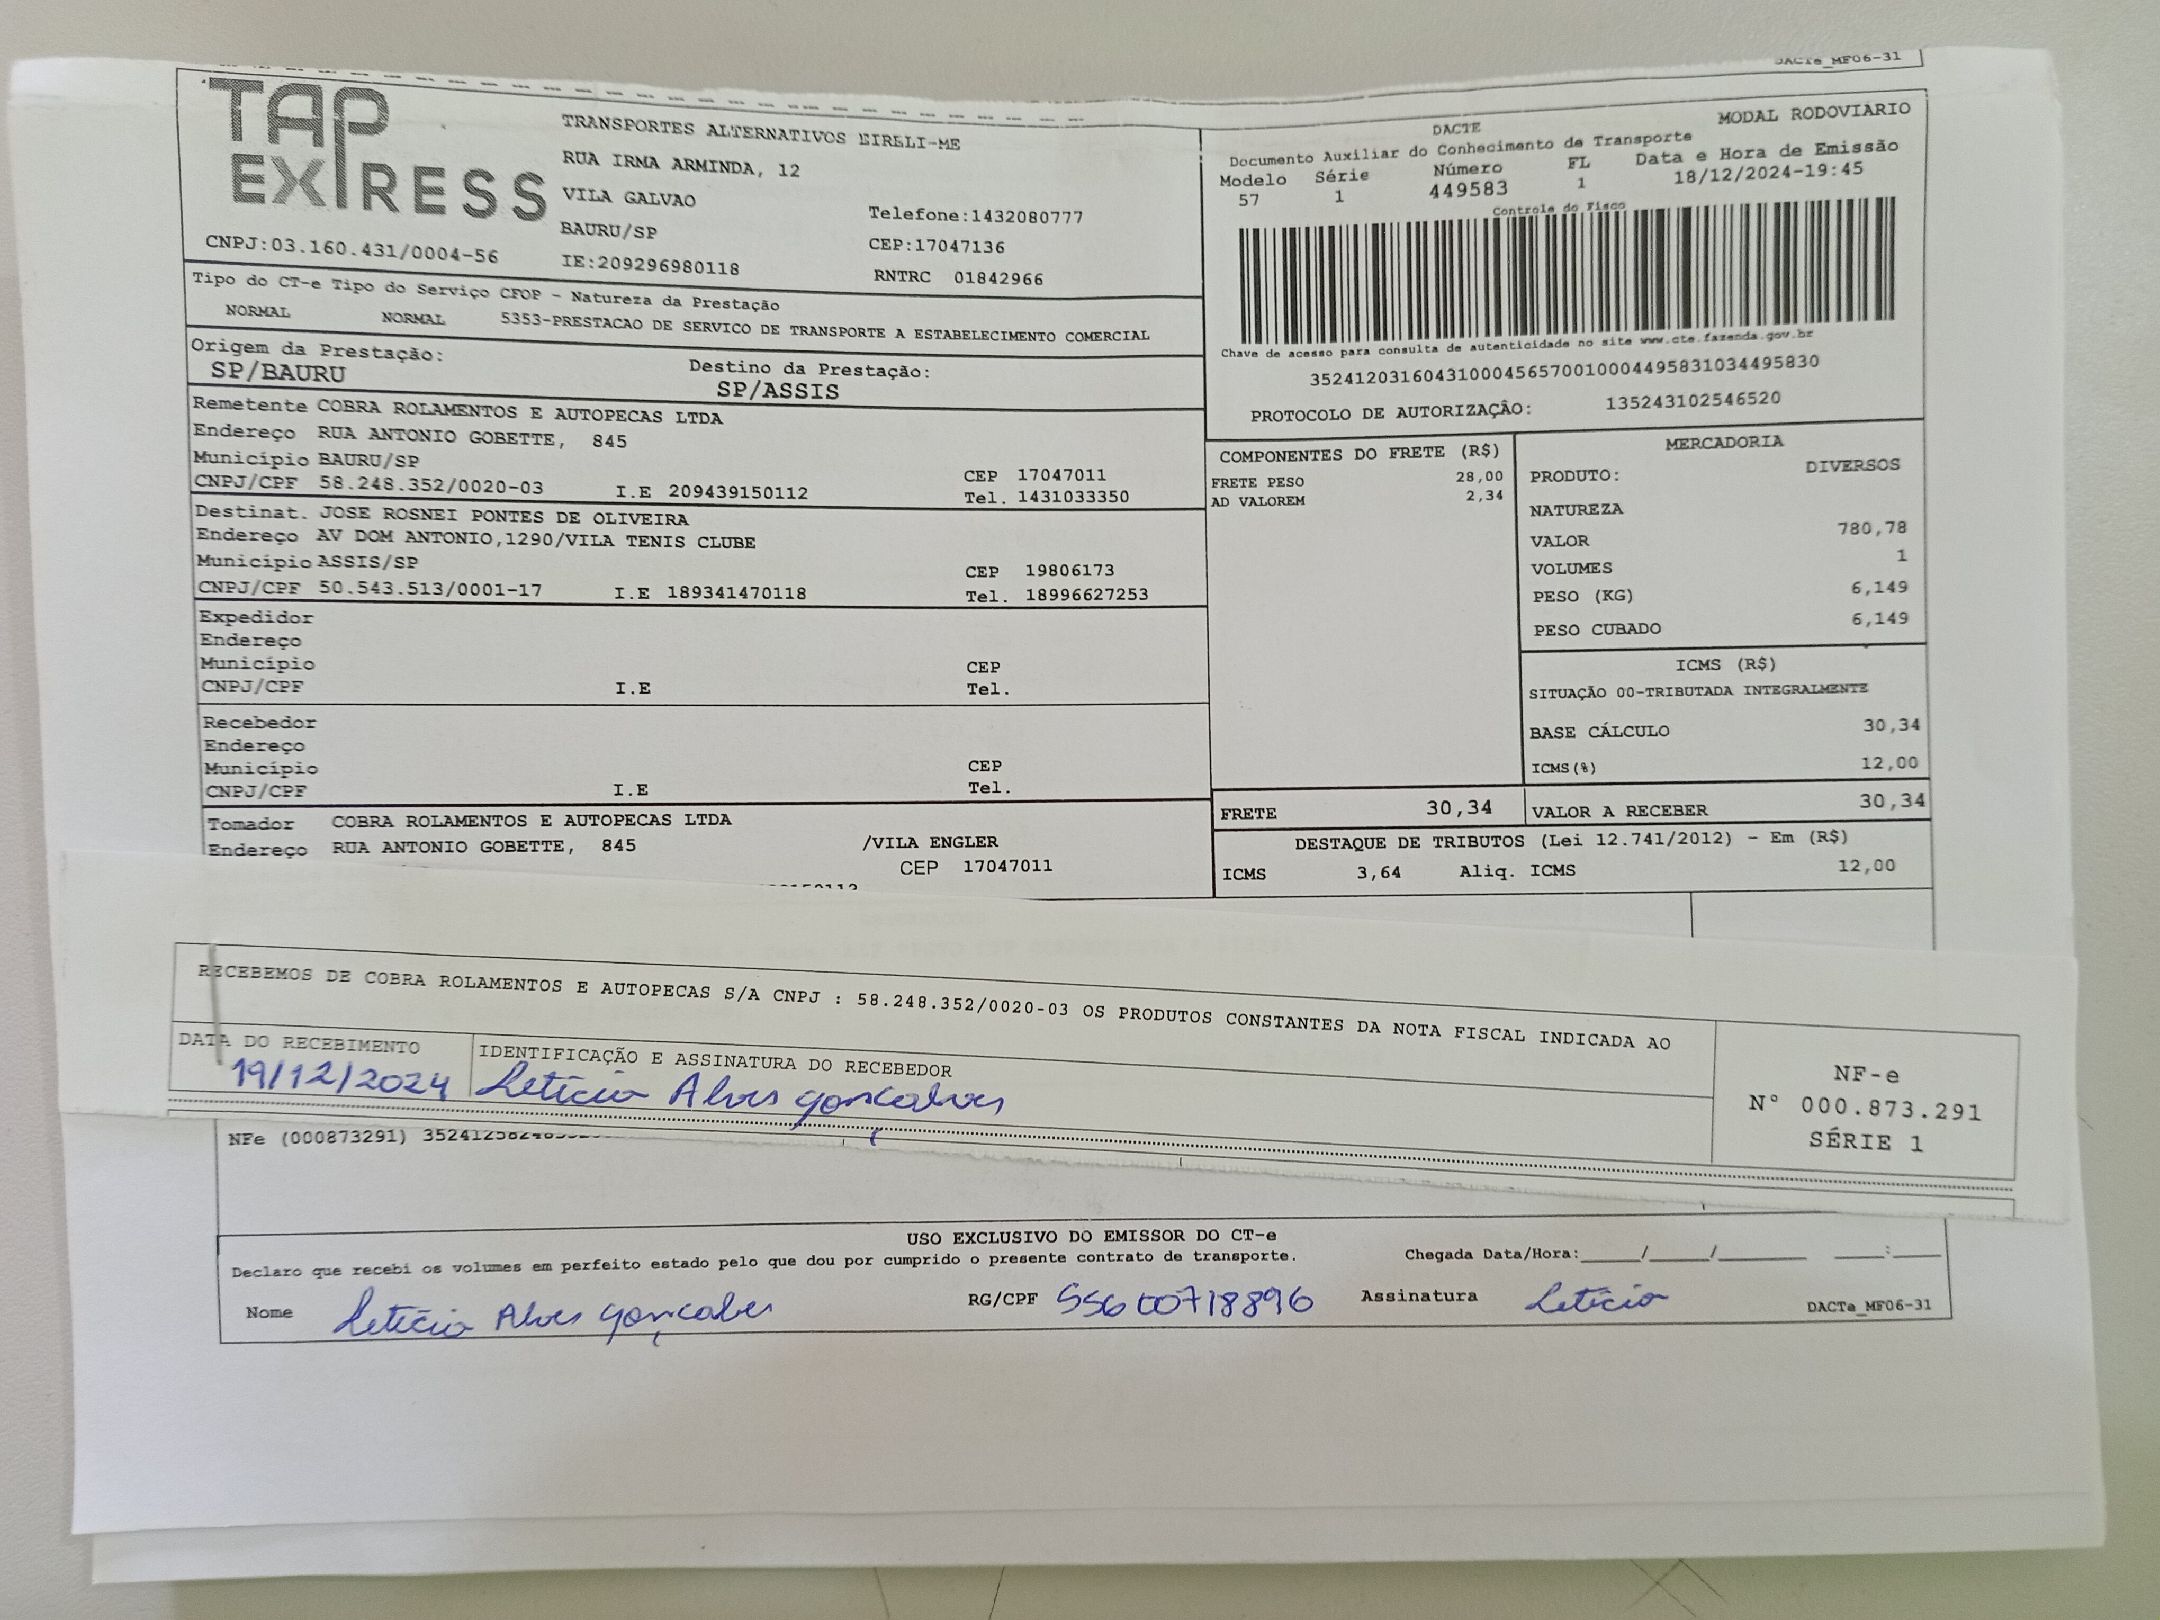 DACTe_MF06-31
TAP
EXPRESS
CNPJ:03.160.431/0004-56
TRANSPORTES ALTERNATIVOS EIRELI-ME
RUA IRMA ARMINDA, 12
VILA GALVAO
BAURU/SP
IE:209296980118
Telefone:1432080777
CEP:17047136
RNTRC 01842966
DACTE
MODAL RODOVIÁRIO
Documento Auxiliar do Conhecimento de Transporte
Modelo Série Número FL Data e Hora de Emissão
57 1 449583 1 18/12/2024-19:45
Controle do Fisco
Chave de acesso para consulta de autenticidade no site www.cte.fazenda.gov.br
35241203160431000456570010004495831034495830
PROTOCOLO DE AUTORIZAÇÃO: 135243102546520
Tipo do CT-e Tipo do Serviço CFOP - Natureza da Prestação
NORMAL NORMAL 5353-PRESTACAO DE SERVICO DE TRANSPORTE A ESTABELECIMENTO COMERCIAL
Origem da Prestação: Destino da Prestação:
SP/BAURU SP/ASSIS
Remetente COBRA ROLAMENTOS E AUTOPECAS LTDA
Endereço RUA ANTONIO GOBETTE, 845
Município BAURU/SP CEP 17047011
CNPJ/CPF 58.248.352/0020-03 I.E 209439150112 Tel. 1431033350
Destinat. JOSE ROSNEI PONTES DE OLIVEIRA
Endereço AV DOM ANTONIO,1290/VILA TENIS CLUBE
Município ASSIS/SP CEP 19806173
CNPJ/CPF 50.543.513/0001-17 I.E 189341470118 Tel. 18996627253
Expedidor
Endereço
Município CEP
CNPJ/CPF I.E Tel.
Recebedor
Endereço
Município CEP
CNPJ/CPF I.E Tel.
Tomador COBRA ROLAMENTOS E AUTOPECAS LTDA
Endereço RUA ANTONIO GOBETTE, 845 /VILA ENGLER
CEP 17047011
COMPONENTES DO FRETE (R$)
FRETE PESO 28,00
AD VALOREM 2,34
MERCADORIA
PRODUTO: DIVERSOS
NATUREZA
VALOR 780,78
VOLUMES 1
PESO (KG) 6,149
PESO CUBADO 6,149
ICMS (R$)
SITUAÇÃO 00-TRIBUTADA INTEGRALMENTE
BASE CÁLCULO 30,34
ICMS(%) 12,00
FRETE 30,34 VALOR A RECEBER 30,34
DESTAQUE DE TRIBUTOS (Lei 12.741/2012) - Em (R$)
ICMS 3,64 Aliq. ICMS 12,00
RECEBEMOS DE COBRA ROLAMENTOS E AUTOPECAS S/A CNPJ : 58.248.352/0020-03 OS PRODUTOS CONSTANTES DA NOTA FISCAL INDICADA AO
DATA DO RECEBIMENTO IDENTIFICAÇÃO E ASSINATURA DO RECEBEDOR
19/12/2024 Letícia Alves Gonçalves
NF-e
Nº 000.873.291
SÉRIE 1
NFe (000873291)
USO EXCLUSIVO DO EMISSOR DO CT-e
Declaro que recebi os volumes em perfeito estado pelo que dou por cumprido o presente contrato de transporte.
Chegada Data/Hora:____/____/______ ___:___
Nome Letícia Alves Gonçalves RG/CPF 55600718896 Assinatura Letícia
DACTe_MF06-31